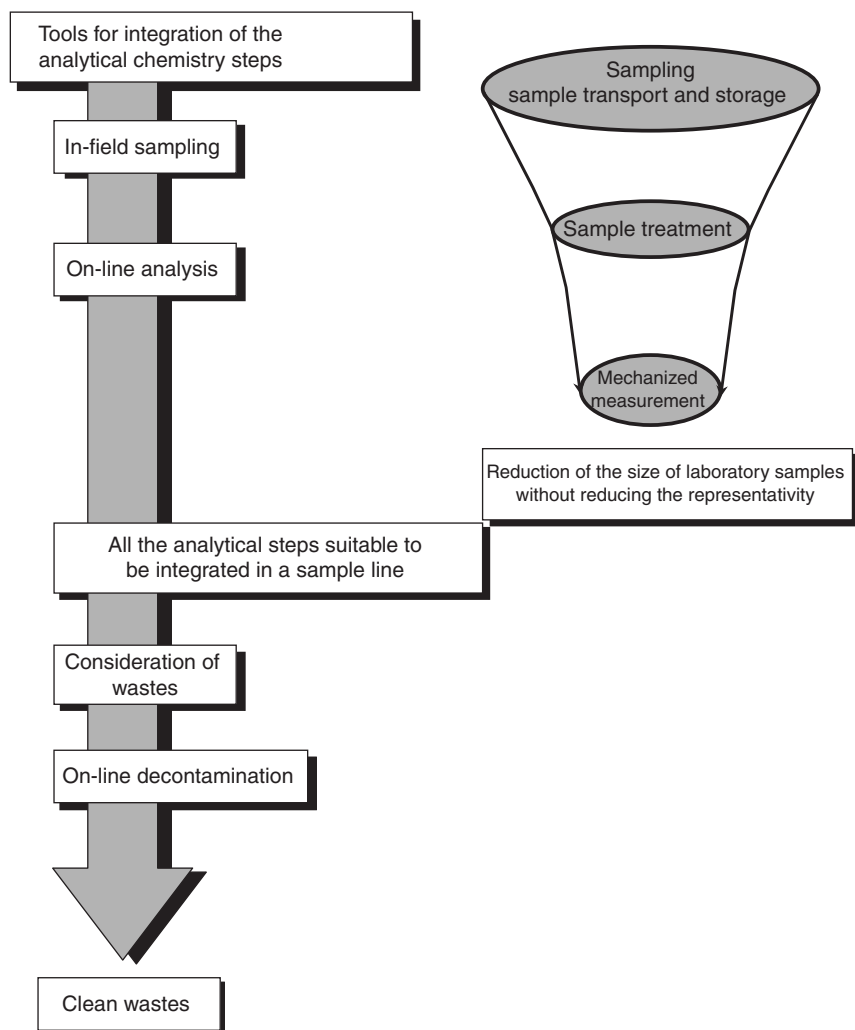 Tools for integration of the
analytical chemistry steps
In-field sampling
On-line analysis
Sampling
sample transport and storage
Sample treatment
Mechanized
measurement
Reduction of the size of laboratory samples
without reducing the representativity
All the analytical steps suitable to
be integrated in a sample line
Consideration of
wastes
On-line decontamination
Clean wastes